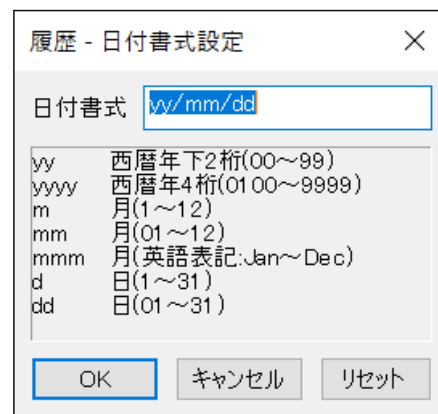 履歴 - 日付書式設定
日付書式 yy/mm/dd
yy 西暦年下2桁(00～99)
yyyy 西暦年4桁(0100～9999)
m 月(1～12)
mm 月(01～12)
mmm 月(英語表記:Jan～Dec)
d 日(1～31)
dd 日(01～31)
OK キャンセル リセット